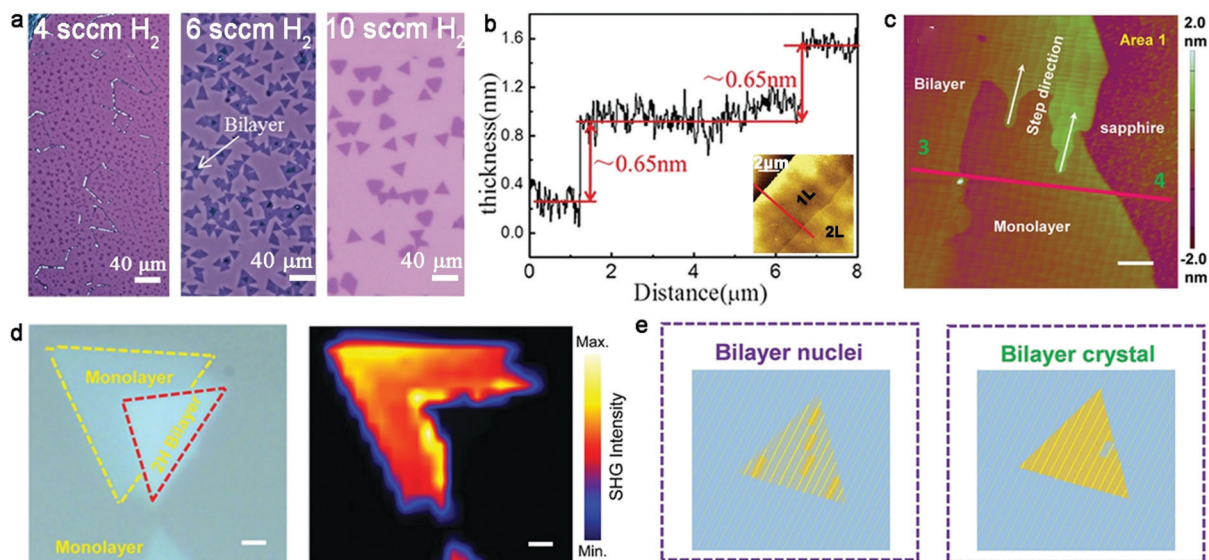 a
4 sccm H2
6 sccm H2
10 sccm H2
Bilayer
40 μm
40 μm
40 μm
b
thickness(nm)
1.6
1.2
0.8
0.4
0.0
~0.65nm
~0.65nm
2μm
1L
2L
0 2 4 6 8
Distance(μm)
c
Area 1
2.0
nm
Bilayer
Step direction
sapphire
3
4
Monolayer
-2.0
nm
d
Monolayer
2H Bilayer
Monolayer
Max.
SHG Intensity
Min.
e
Bilayer nuclei
Bilayer crystal